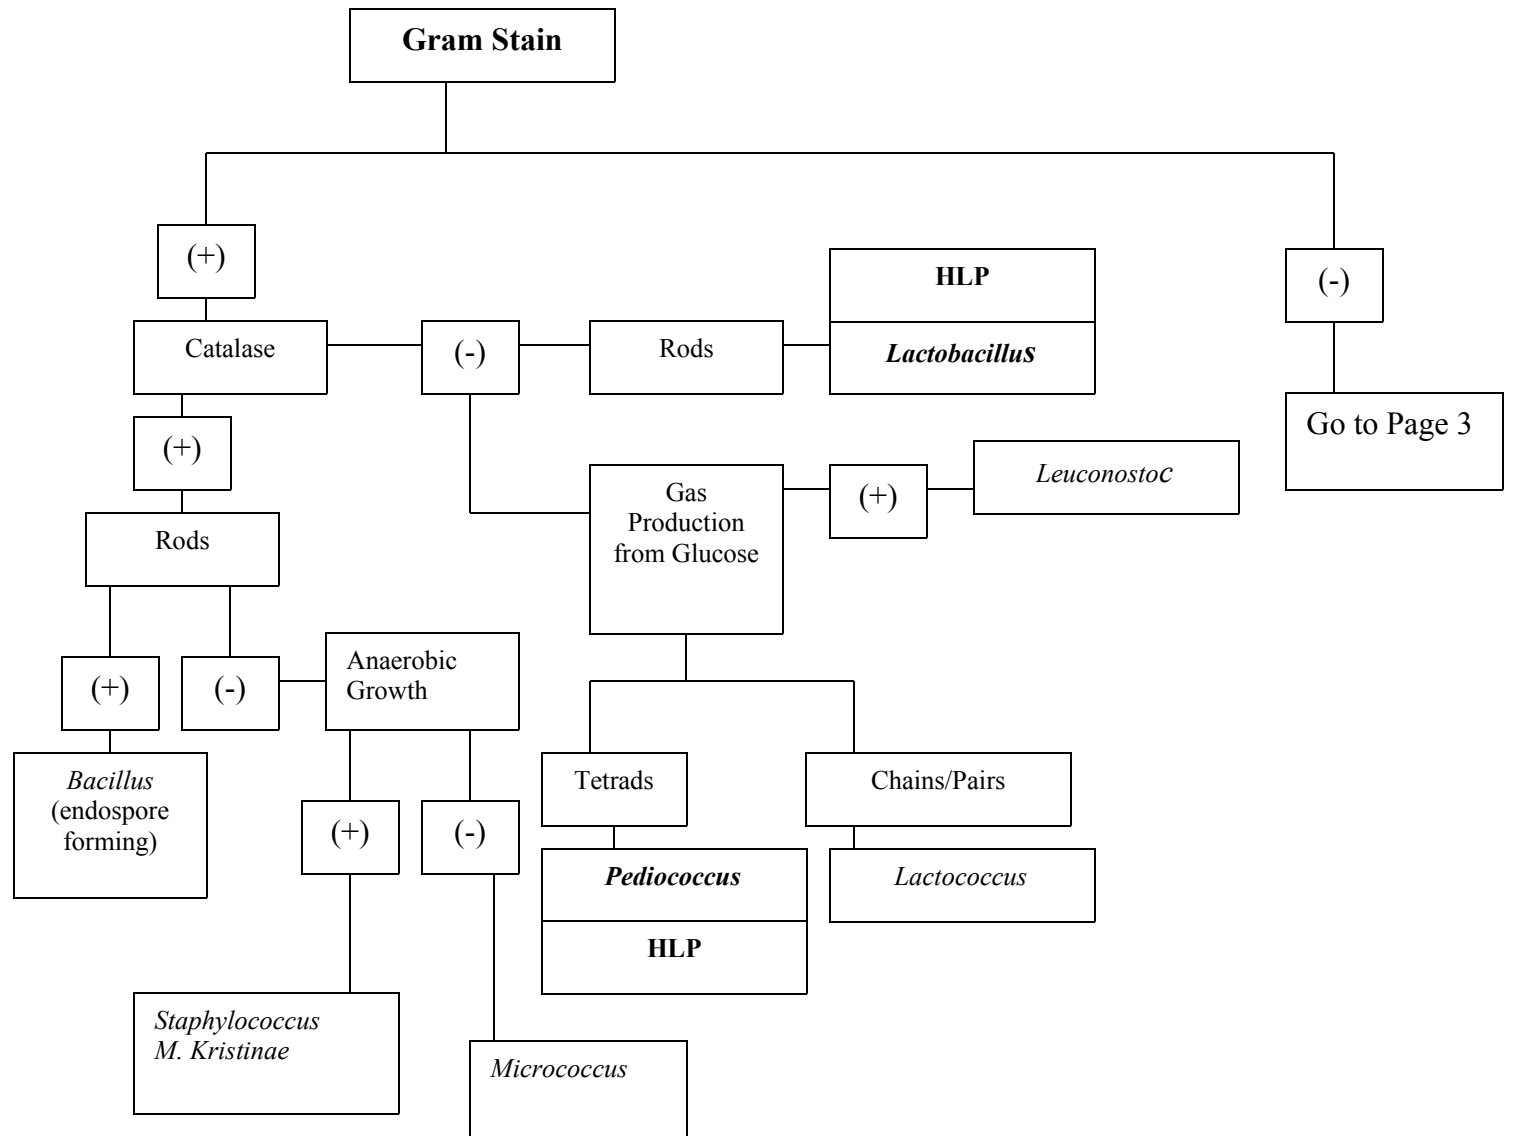 Gram Stain
(+)
HLP
(-)
Catalase
(-)
Rods
Lactobacillus
Go to Page 3
(+)
Gas
Production
from Glucose
(+)
Leuconostoc
Rods
(+)
(-)
Anaerobic
Growth
Bacillus
(endospore
forming)
(+)
(-)
Tetrads
Chains/Pairs
Pediococcus
HLP
Lactococcus
Staphylococcus
M. Kristinae
Micrococcus